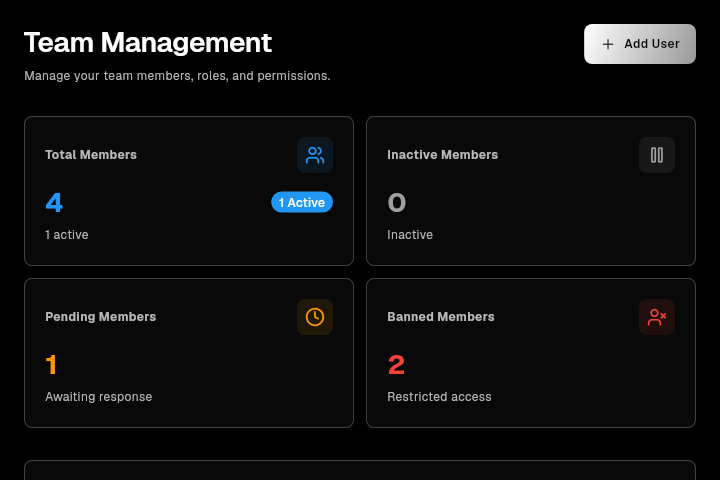 Team Management
Manage your team members, roles, and permissions.
Add User
Total Members
4
1 Active
1 active
Inactive Members
0
Inactive
Pending Members
1
Awaiting response
Banned Members
2
Restricted access